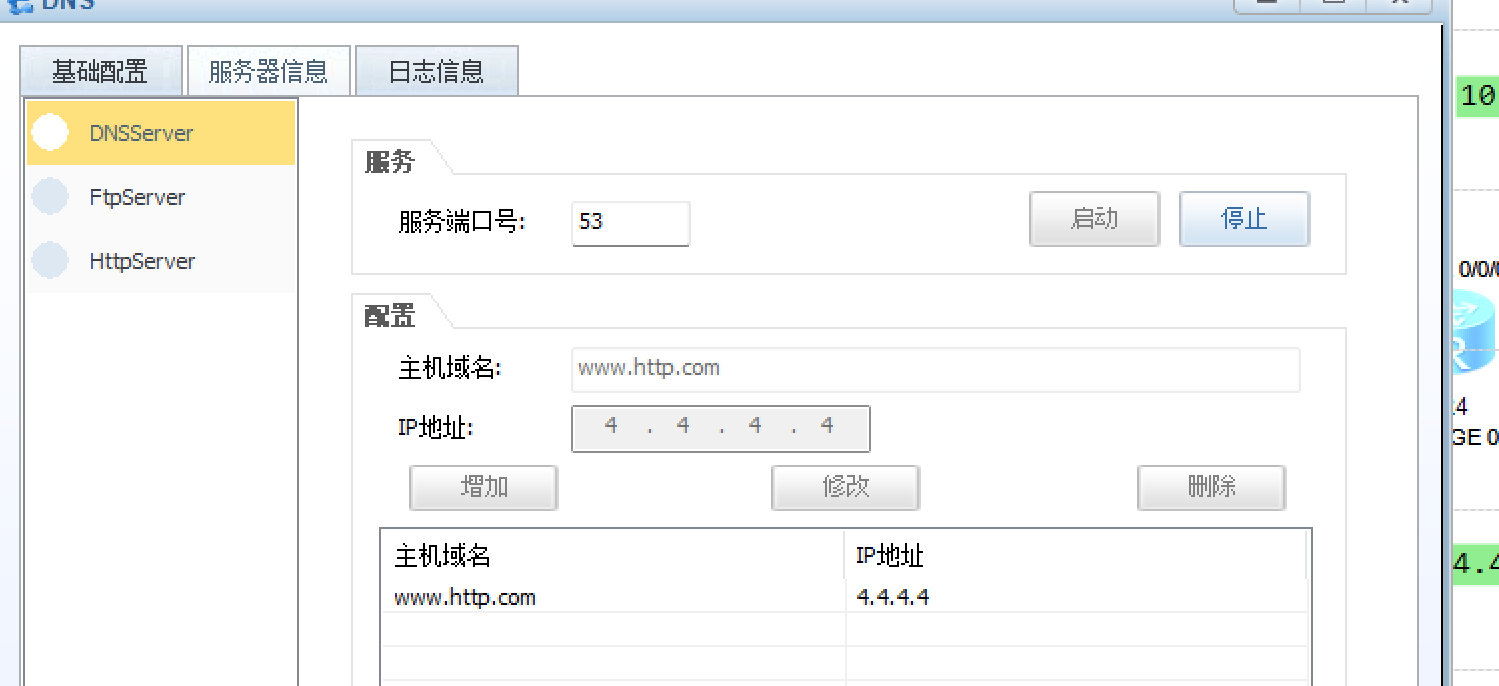 DNS
基础配置 服务器信息 日志信息
DNSServer
FtpServer
HttpServer
服务
服务端口号: 53 启动 停止
配置
主机域名: www.http.com
IP地址: 4 . 4 . 4 . 4
增加 修改 删除
主机域名 IP地址
www.http.com 4.4.4.4
10
0/0/
R
4
GE 0
4.4